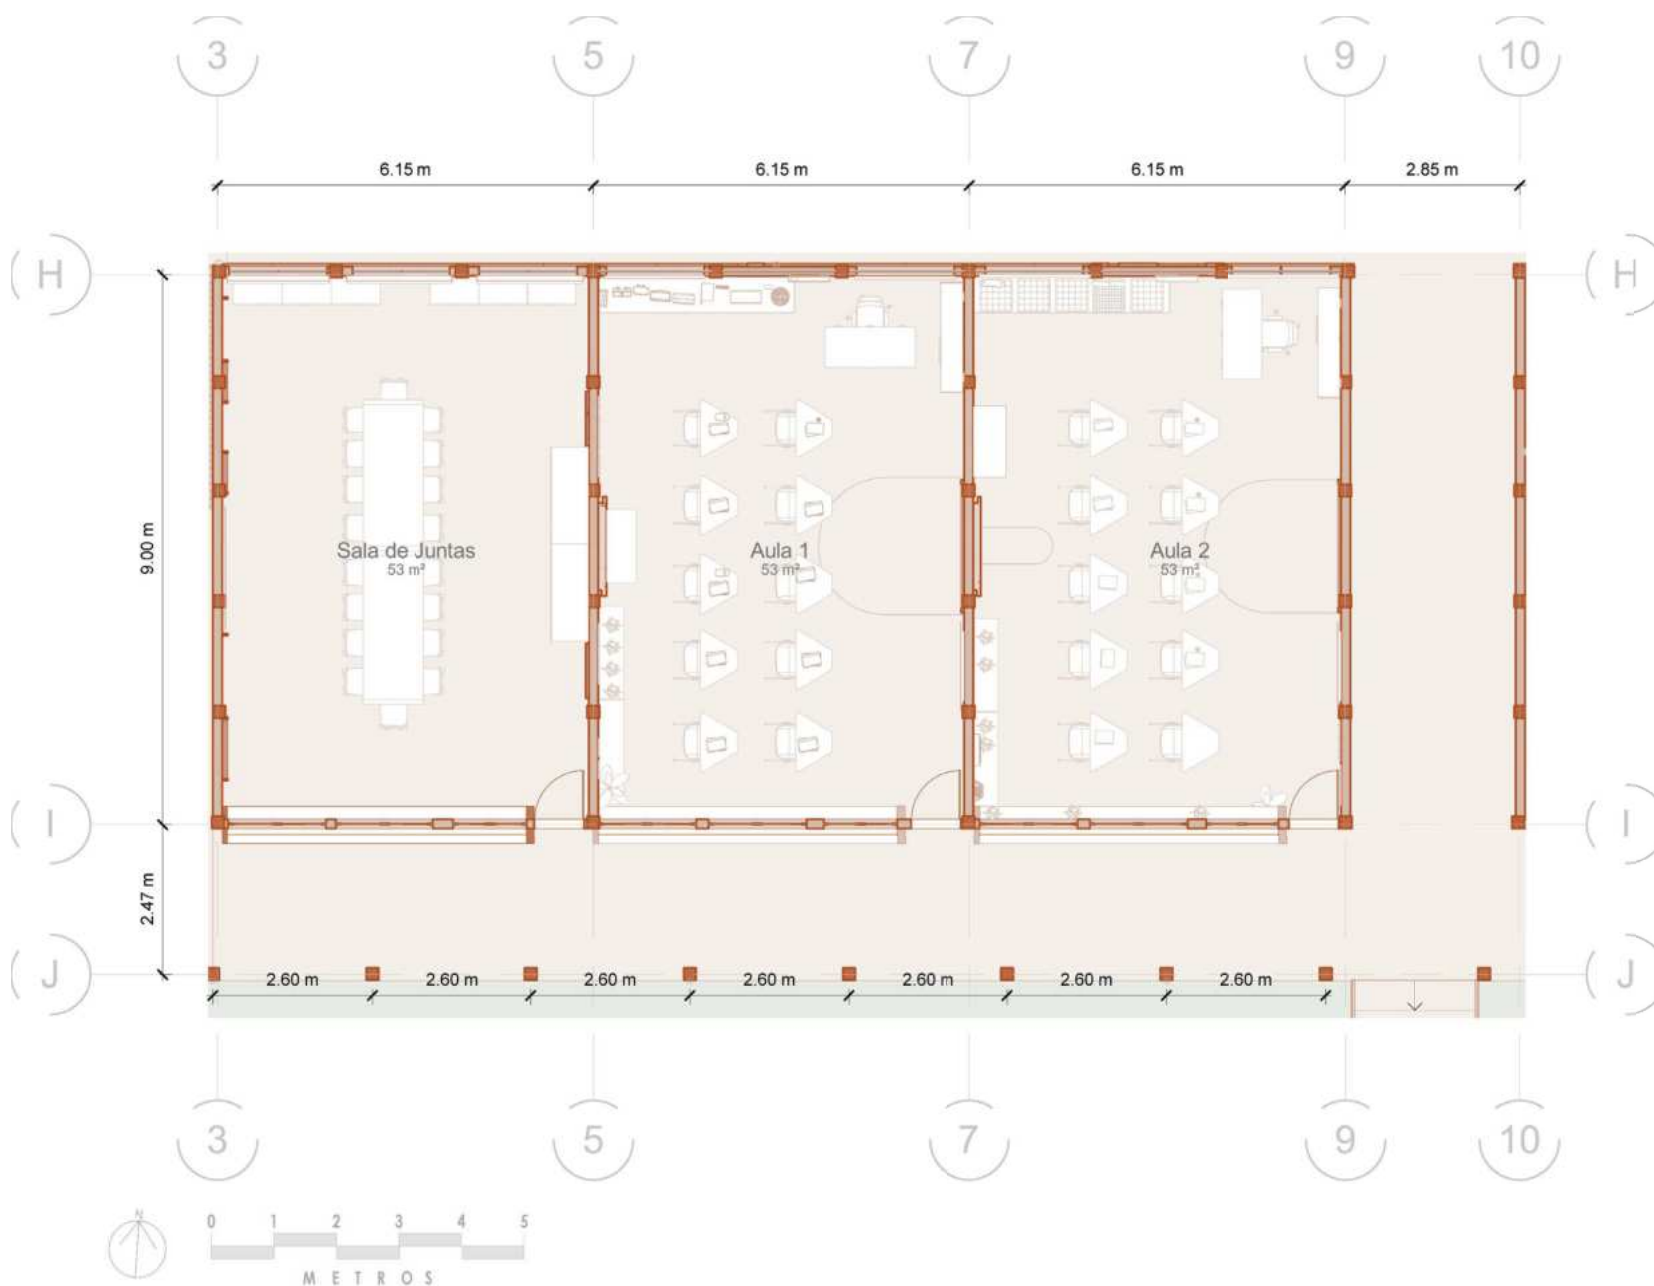 3 5 7 9 10
6.15 m 6.15 m 6.15 m 2.85 m
H H
9.00 m
Sala de Juntas
53 m²
Aula 1
53 m²
Aula 2
53 m²
I I
2.47 m
J J
2.60 m 2.60 m 2.60 m 2.60 m 2.60 m 2.60 m 2.60 m
3 5 7 9 10
N
0 1 2 3 4 5
METROS